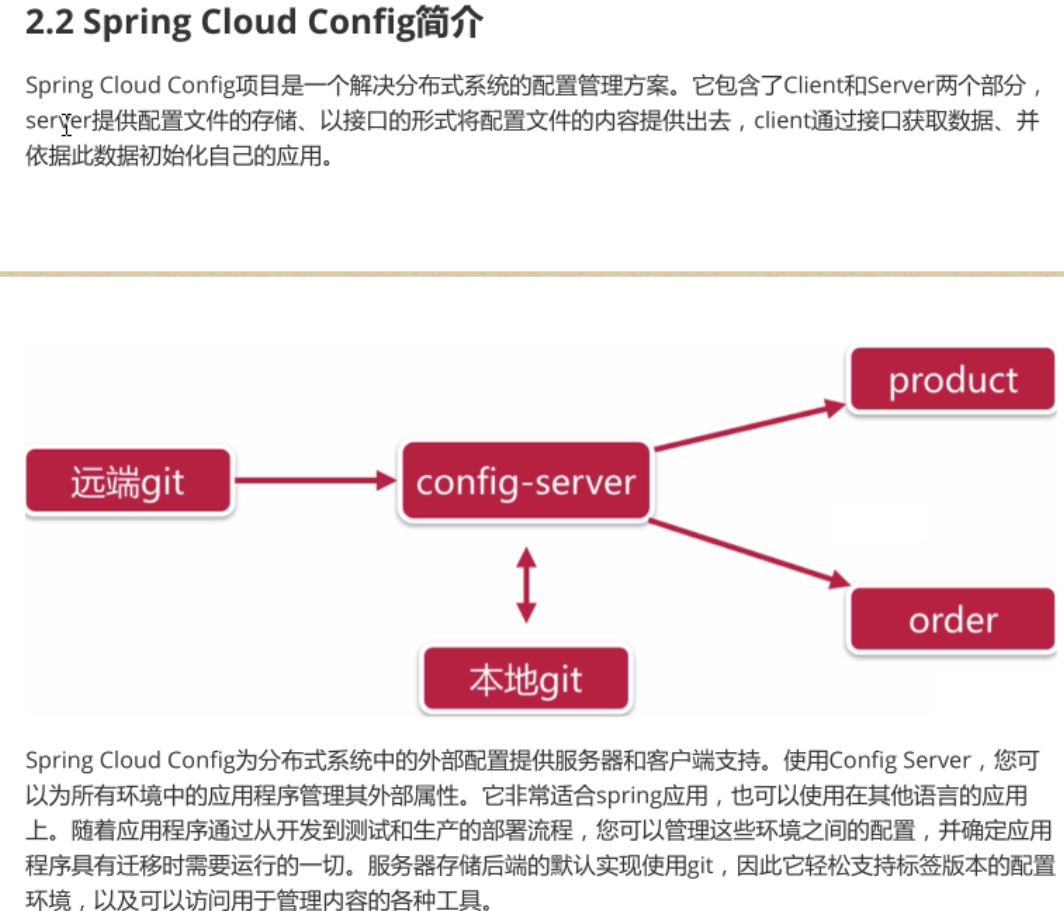 2.2 Spring Cloud Config简介
Spring Cloud Config项目是一个解决分布式系统的配置管理方案。它包含了Client和Server两个部分，
server提供配置文件的存储、以接口的形式将配置文件的内容提供出去，client通过接口获取数据、并
依据此数据初始化自己的应用。
product
远端git
config-server
order
本地git
Spring Cloud Config为分布式系统中的外部配置提供服务器和客户端支持。使用Config Server，您可
以为所有环境中的应用程序管理其外部属性。它非常适合spring应用，也可以使用在其他语言的应用
上。随着应用程序通过从开发到测试和生产的部署流程，您可以管理这些环境之间的配置，并确定应用
程序具有迁移时需要运行的一切。服务器存储后端的默认实现使用git，因此它轻松支持标签版本的配置
环境，以及可以访问用于管理内容的各种工具。